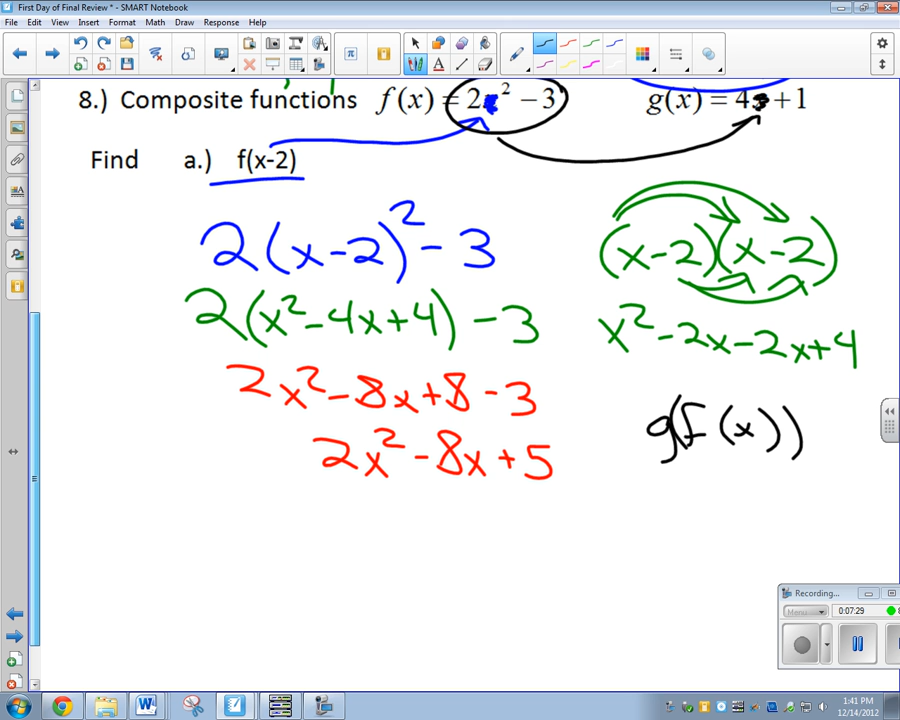 First Day of Final Review * - SMART Notebook
File Edit View Insert Format Math Draw Response Help
8.) Composite functions f(x) = 2x² − 3 g(x) = 4x + 1
Find a.) f(x-2)
2(x-2)² - 3
(x-2)(x-2)
2(x² - 4x + 4) - 3
x² - 2x - 2x + 4
2x² - 8x + 8 - 3
g(f(x))
2x² - 8x + 5
Recording...
Menu
0:07:29
1:41 PM
12/14/2012